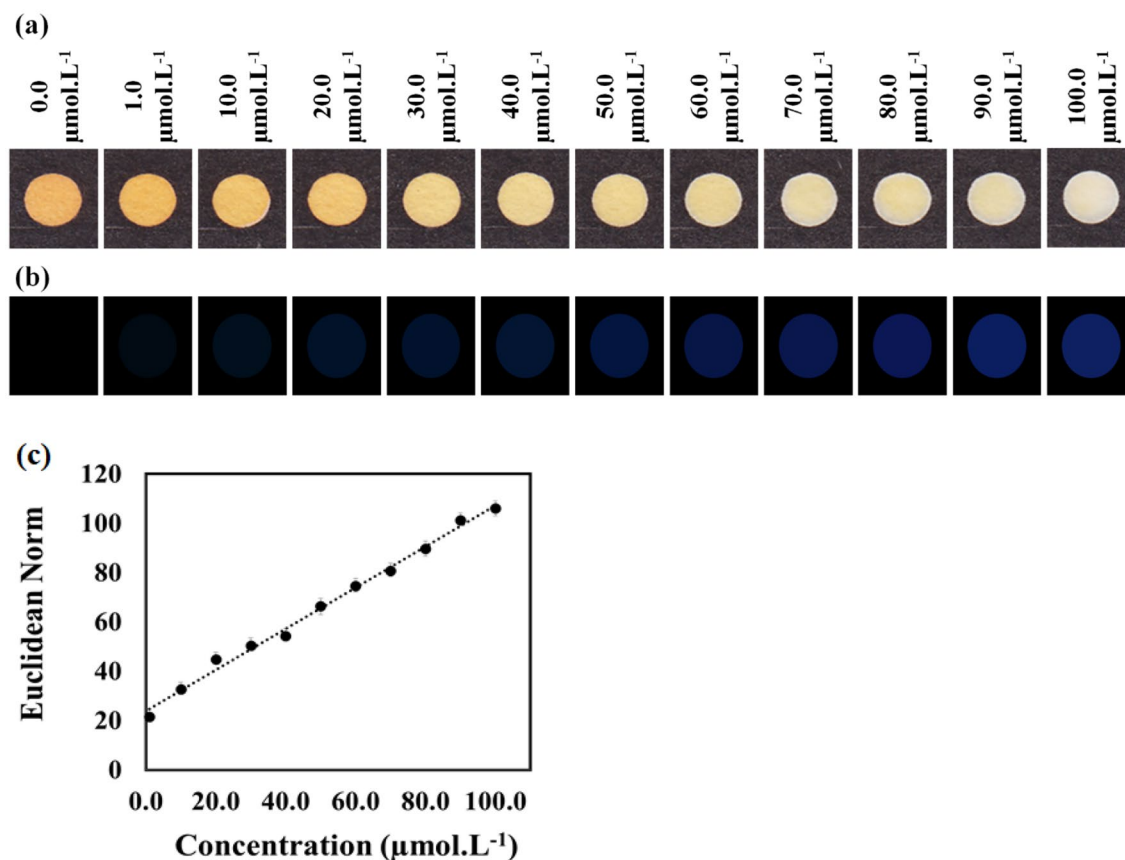 (a)
0.0 µmol.L⁻¹
1.0 µmol.L⁻¹
10.0 µmol.L⁻¹
20.0 µmol.L⁻¹
30.0 µmol.L⁻¹
40.0 µmol.L⁻¹
50.0 µmol.L⁻¹
60.0 µmol.L⁻¹
70.0 µmol.L⁻¹
80.0 µmol.L⁻¹
90.0 µmol.L⁻¹
100.0 µmol.L⁻¹
(b)
(c)
Euclidean Norm
120
100
80
60
40
20
0
0.0 20.0 40.0 60.0 80.0 100.0
Concentration (µmol.L⁻¹)